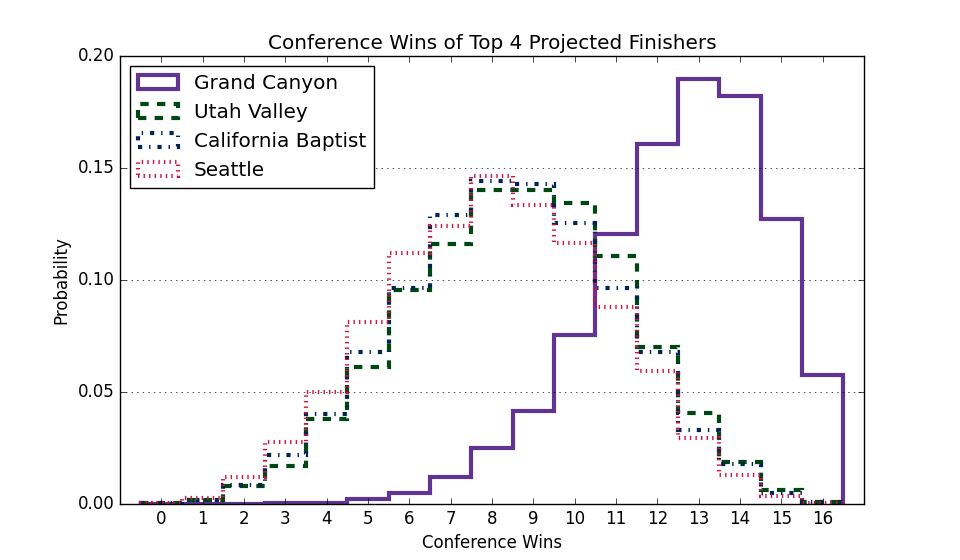 Conference Wins of Top 4 Projected Finishers
0.20
Grand Canyon
Utah Valley
California Baptist
Seattle
0.15
0.10
0.05
0.00
Probability
0 1 2 3 4 5 6 7 8 9 10 11 12 13 14 15 16
Conference Wins